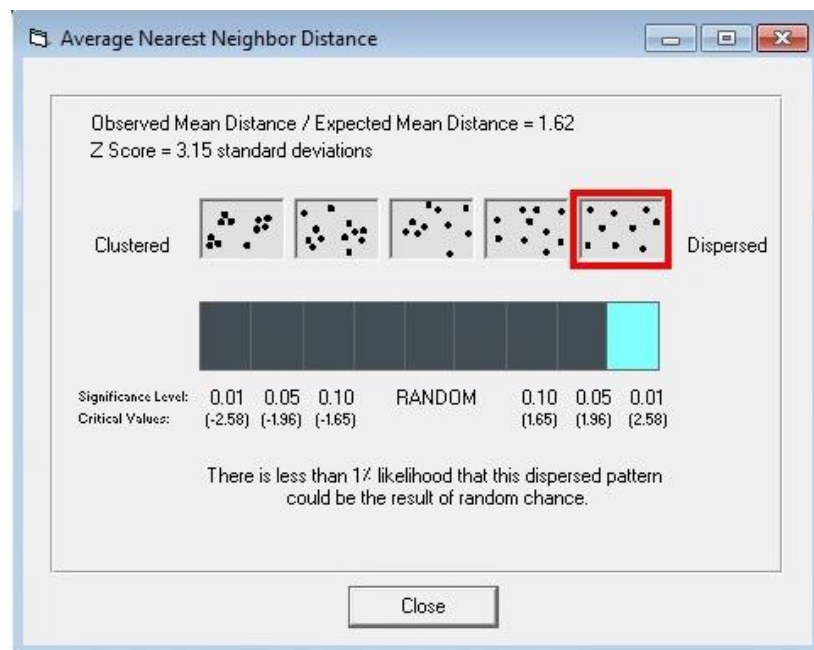 Average Nearest Neighbor Distance
Observed Mean Distance / Expected Mean Distance = 1.62
Z Score = 3.15 standard deviations
Clustered
Dispersed
Significance Level: 0.01 0.05 0.10 RANDOM 0.10 0.05 0.01
Critical Values: (-2.58) (-1.96) (-1.65) (1.65) (1.96) (2.58)
There is less than 1% likelihood that this dispersed pattern
could be the result of random chance.
Close